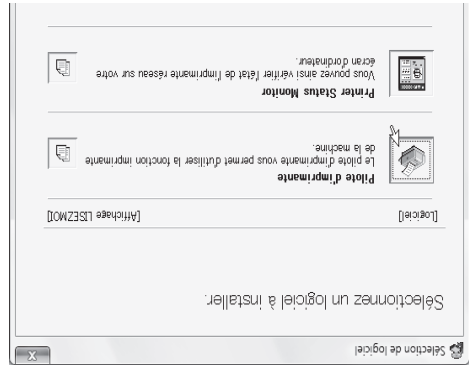 Sélection de logiciel
X
Sélectionnez un logiciel à installer.
[Logiciel] [Affichage LISEZMOI]
Pilote d'imprimante
Le pilote d'imprimante vous permet d'utiliser la fonction imprimante
de la machine.
Printer Status Monitor
Vous pouvez ainsi vérifier l'état de l'imprimante réseau sur votre
écran d'ordinateur.